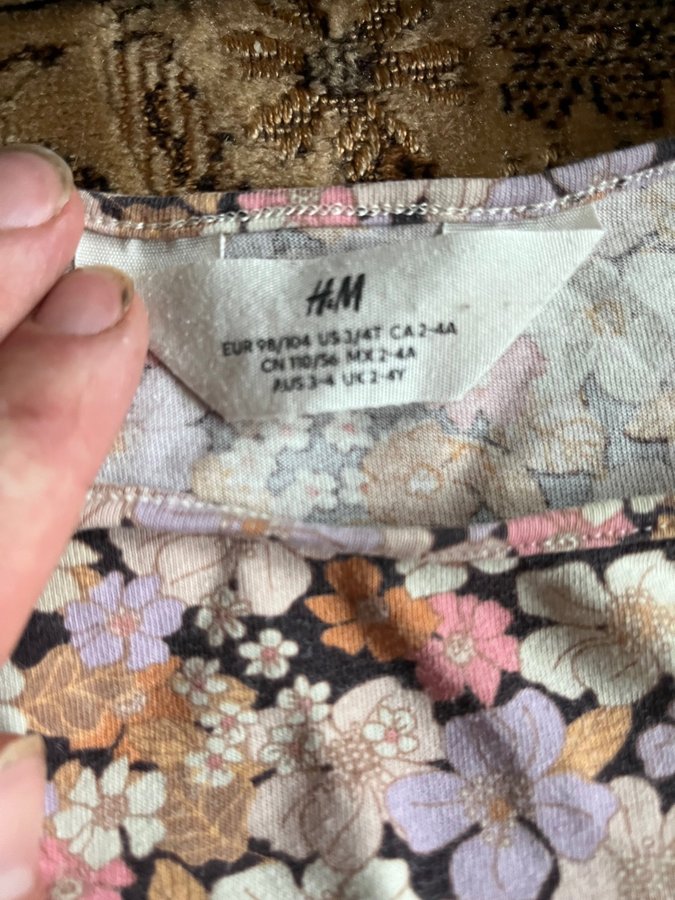 H&M
EUR 98/104 US 3/4T CA 2-4A
CN 110/56 MX 2-4A
AUS 3-4 UK 2-4Y